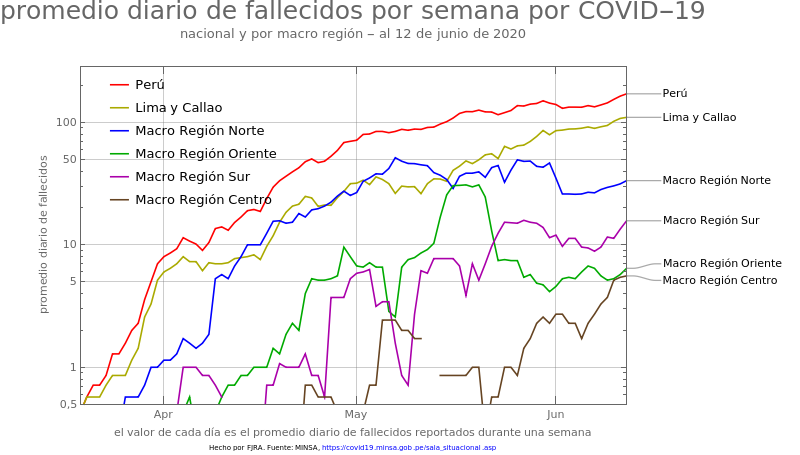 promedio diario de fallecidos por semana por COVID–19
nacional y por macro región – al 12 de junio de 2020
Perú
Lima y Callao
Macro Región Norte
Macro Región Oriente
Macro Región Sur
Macro Región Centro
promedio diario de fallecidos
100
50
10
5
1
0,5
Apr
May
Jun
Perú
Lima y Callao
Macro Región Norte
Macro Región Sur
Macro Región Oriente
Macro Región Centro
el valor de cada día es el promedio diario de fallecidos reportados durante una semana
Hecho por FJRA. Fuente: MINSA, https://covid19.minsa.gob.pe/sala_situacional .asp